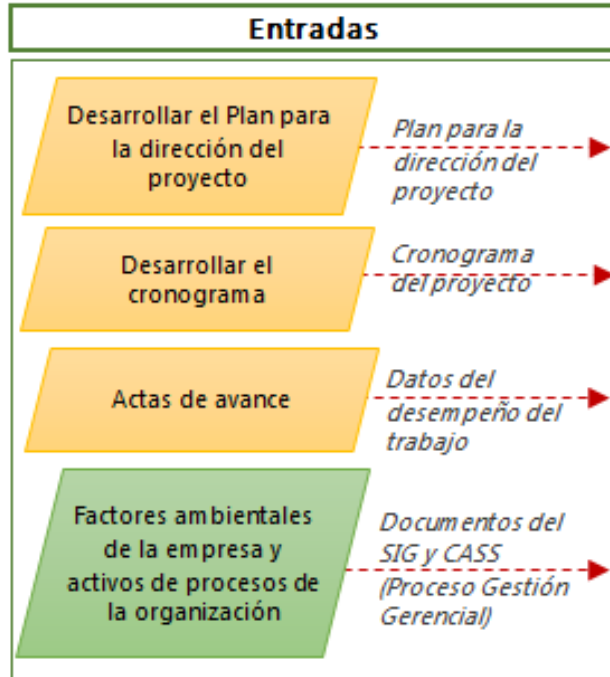 Entradas
Desarrollar el Plan para
la dirección del
proyecto
Plan para la
dirección del
proyecto
Desarrollar el
cronograma
Cronograma
del proyecto
Actas de avance
Datos del
desempeño del
trabajo
Factores ambientales
de la empresa y
activos de procesos de
la organización
Documentos del
SIG y CASS
(Proceso Gestión
Gerencial)